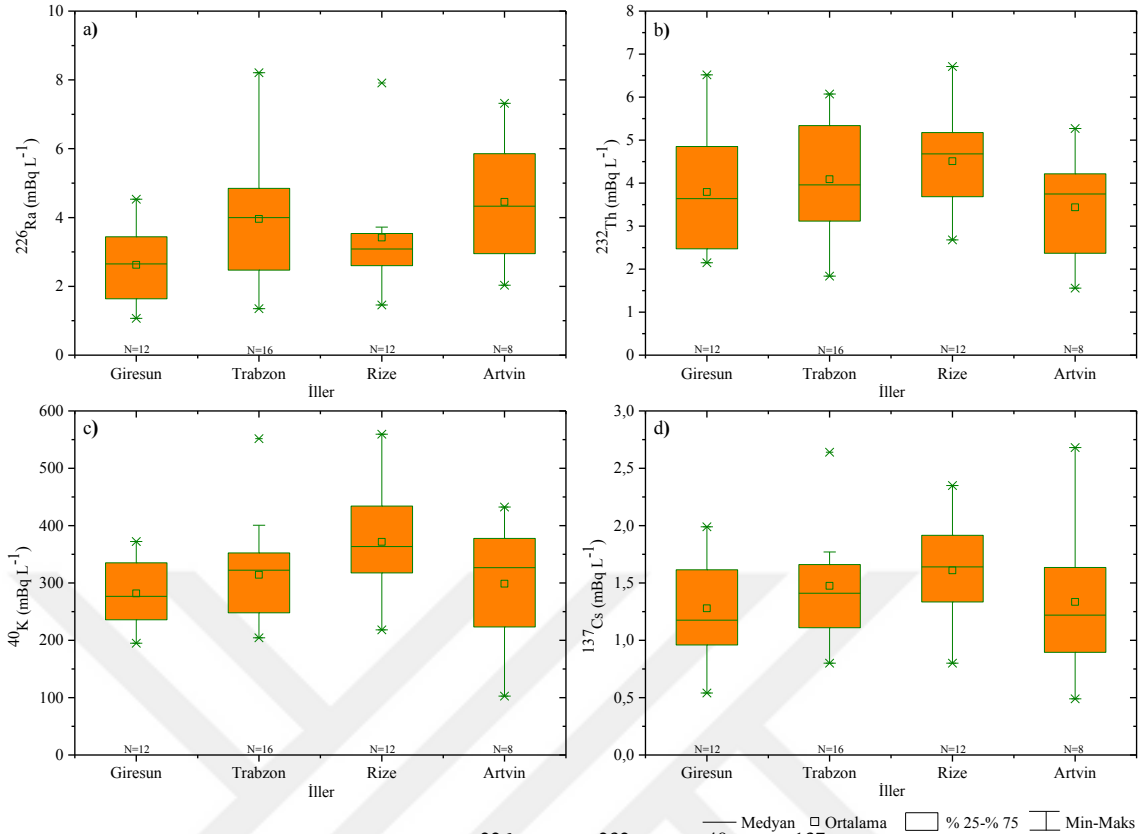 a)
10
8
6
4
2
0
²²⁶Ra (mBq L⁻¹)
N=12 N=16 N=12 N=8
Giresun Trabzon Rize Artvin
İller
b)
8
7
6
5
4
3
2
1
0
²³²Th (mBq L⁻¹)
N=12 N=16 N=12 N=8
Giresun Trabzon Rize Artvin
İller
c)
600
500
400
300
200
100
0
⁴⁰K (mBq L⁻¹)
N=12 N=16 N=12 N=8
Giresun Trabzon Rize Artvin
İller
d)
3,0
2,5
2,0
1,5
1,0
0,5
0,0
¹³⁷Cs (mBq L⁻¹)
N=12 N=16 N=12 N=8
Giresun Trabzon Rize Artvin
İller
Medyan Ortalama % 25-% 75 Min-Maks